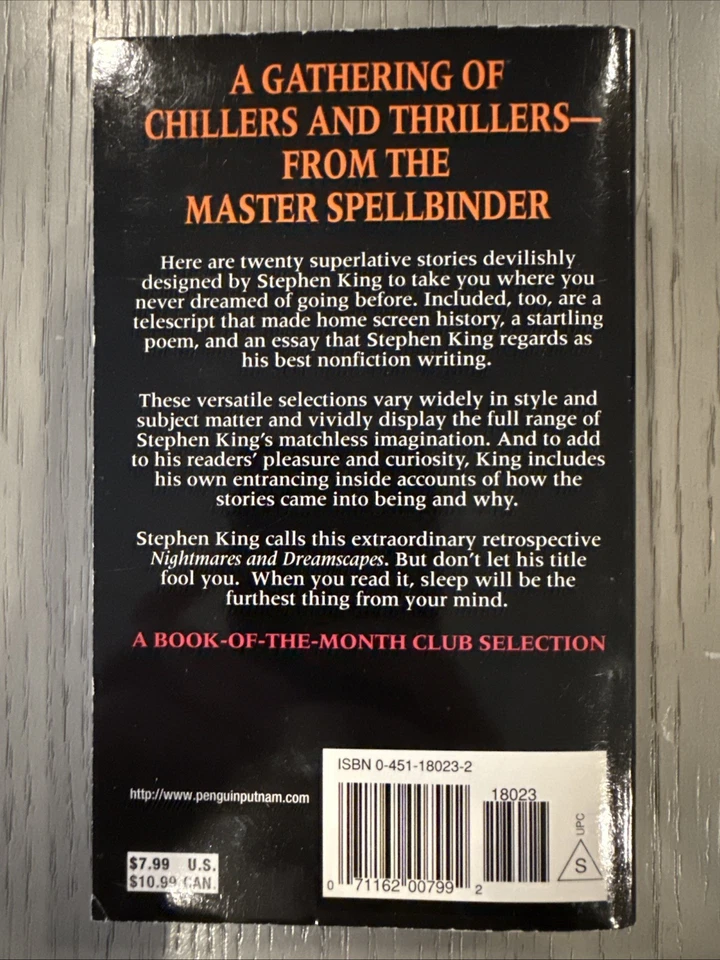 A GATHERING OF
CHILLERS AND THRILLERS—
FROM THE
MASTER SPELLBINDER
Here are twenty superlative stories devilishly
designed by Stephen King to take you where you
never dreamed of going before. Included, too, are a
telescript that made home screen history, a startling
poem, and an essay that Stephen King regards as
his best nonfiction writing.
These versatile selections vary widely in style and
subject matter and vividly display the full range of
Stephen King's matchless imagination. And to add
to his readers' pleasure and curiosity, King includes
his own entrancing inside accounts of how the
stories came into being and why.
Stephen King calls this extraordinary retrospective
Nightmares and Dreamscapes. But don't let his title
fool you. When you read it, sleep will be the
furthest thing from your mind.
A BOOK-OF-THE-MONTH CLUB SELECTION
ISBN 0-451-18023-2
18023
UPC
S
0 71162 00799 2
http://www.penguinputnam.com
$7.99 U.S.
$10.99 CAN.